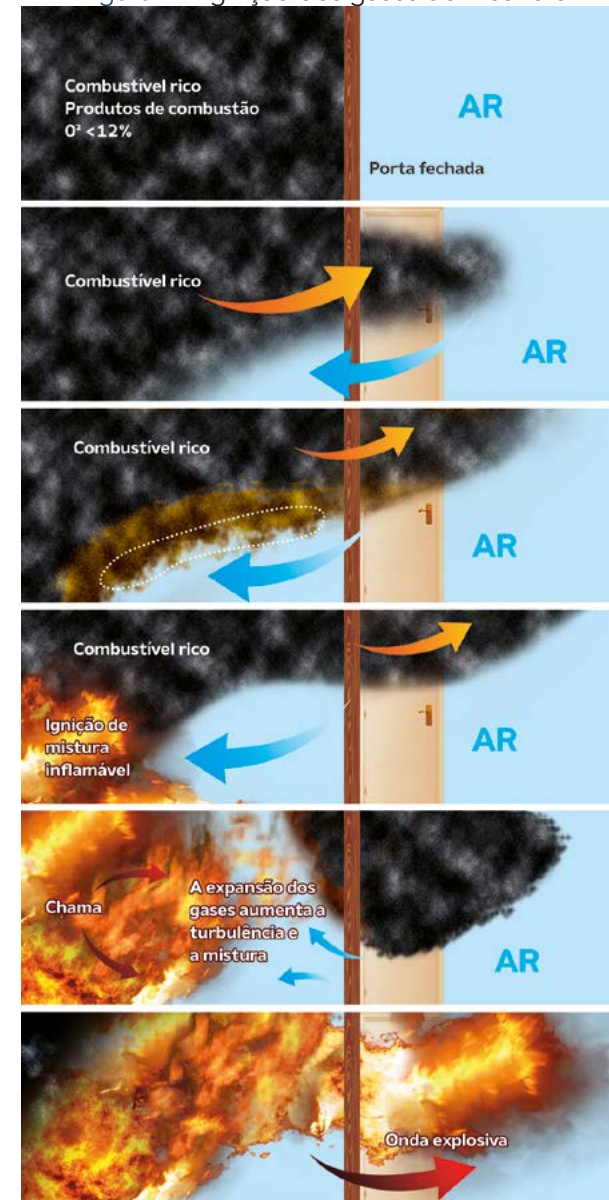 Combustível rico
Produtos de combustão
O² <12%
AR
Porta fechada
Combustível rico
AR
Combustível rico
AR
Combustível rico
Ignição de
mistura
inflamável
AR
Chama
A expansão dos
gases aumenta a
turbulência e
a mistura
AR
Onda explosiva